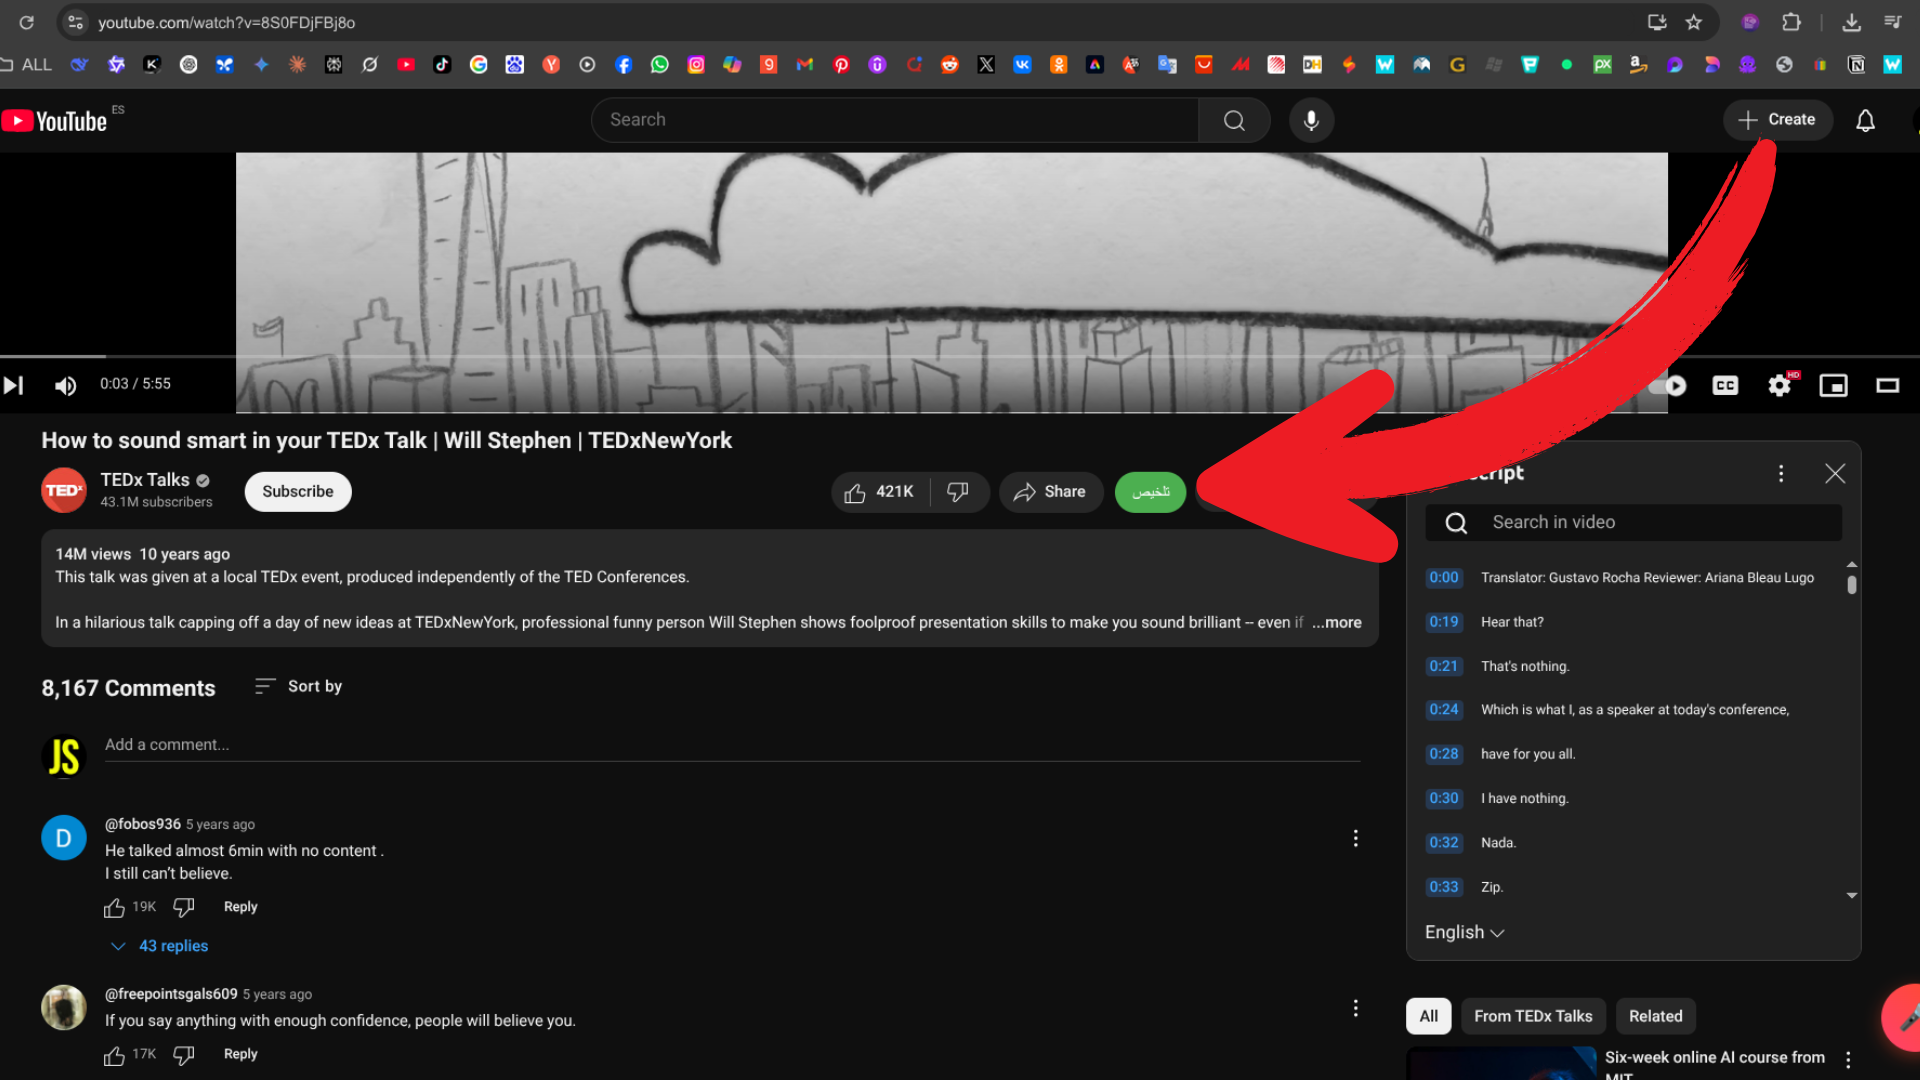 youtube.com/watch?v=8S0FDjFBj8o
ALL
YouTube ES
Search
Create
0:03 / 5:55
CC
HD
How to sound smart in your TEDx Talk | Will Stephen | TEDxNewYork
TEDx
TEDx Talks
43.1M subscribers
Subscribe
421K
Share
تلخيص
14M views 10 years ago
This talk was given at a local TEDx event, produced independently of the TED Conferences.
In a hilarious talk capping off a day of new ideas at TEDxNewYork, professional funny person Will Stephen shows foolproof presentation skills to make you sound brilliant -- even if ...more
8,167 Comments
Sort by
JS
Add a comment...
D
@fobos936 5 years ago
He talked almost 6min with no content .
I still can't believe.
19K
Reply
43 replies
@freepointsgals609 5 years ago
If you say anything with enough confidence, people will believe you.
17K
Reply
Search in video
0:00 Translator: Gustavo Rocha Reviewer: Ariana Bleau Lugo
0:19 Hear that?
0:21 That's nothing.
0:24 Which is what I, as a speaker at today's conference,
0:28 have for you all.
0:30 I have nothing.
0:32 Nada.
0:33 Zip.
English
All
From TEDx Talks
Related
Six-week online AI course from
MIT